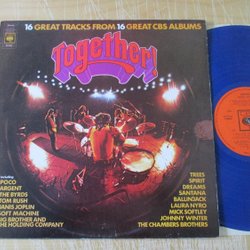 16 GREAT TRACKS FROM 16 GREAT CBS ALBUMS
Together!
CBS
POCO
ARGENT
THE BYRDS
TOM RUSH
JANIS JOPLIN
SOFT MACHINE
BIG BROTHER AND
THE HOLDING COMPANY
TREES
SPIRIT
DREAMS
SANTANA
BALLINJACK
LAURA NYRO
MICK SOFTLEY
JOHNNY WINTER
THE CHAMBERS BROTHERS